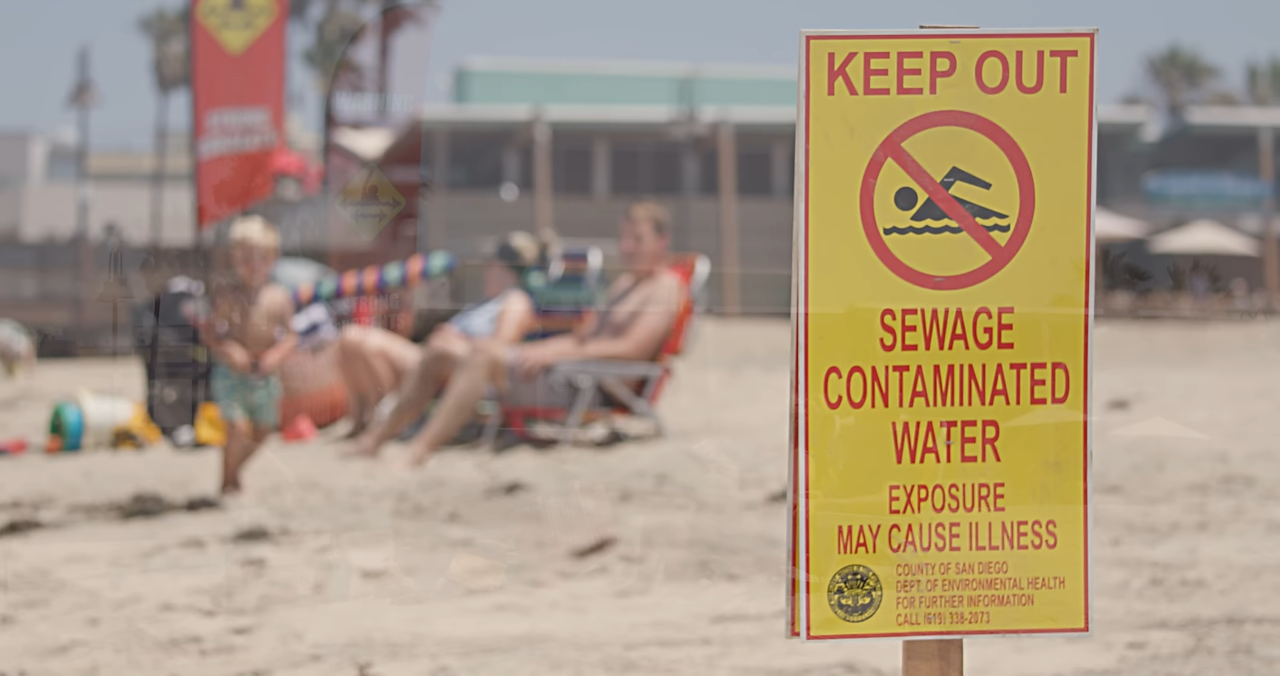 KEEP OUT
SEWAGE
CONTAMINATED
WATER
EXPOSURE
MAY CAUSE ILLNESS
COUNTY OF SAN DIEGO
DEPT. OF ENVIRONMENTAL HEALTH
FOR FURTHER INFORMATION
CALL (619) 338-2073
STRONG